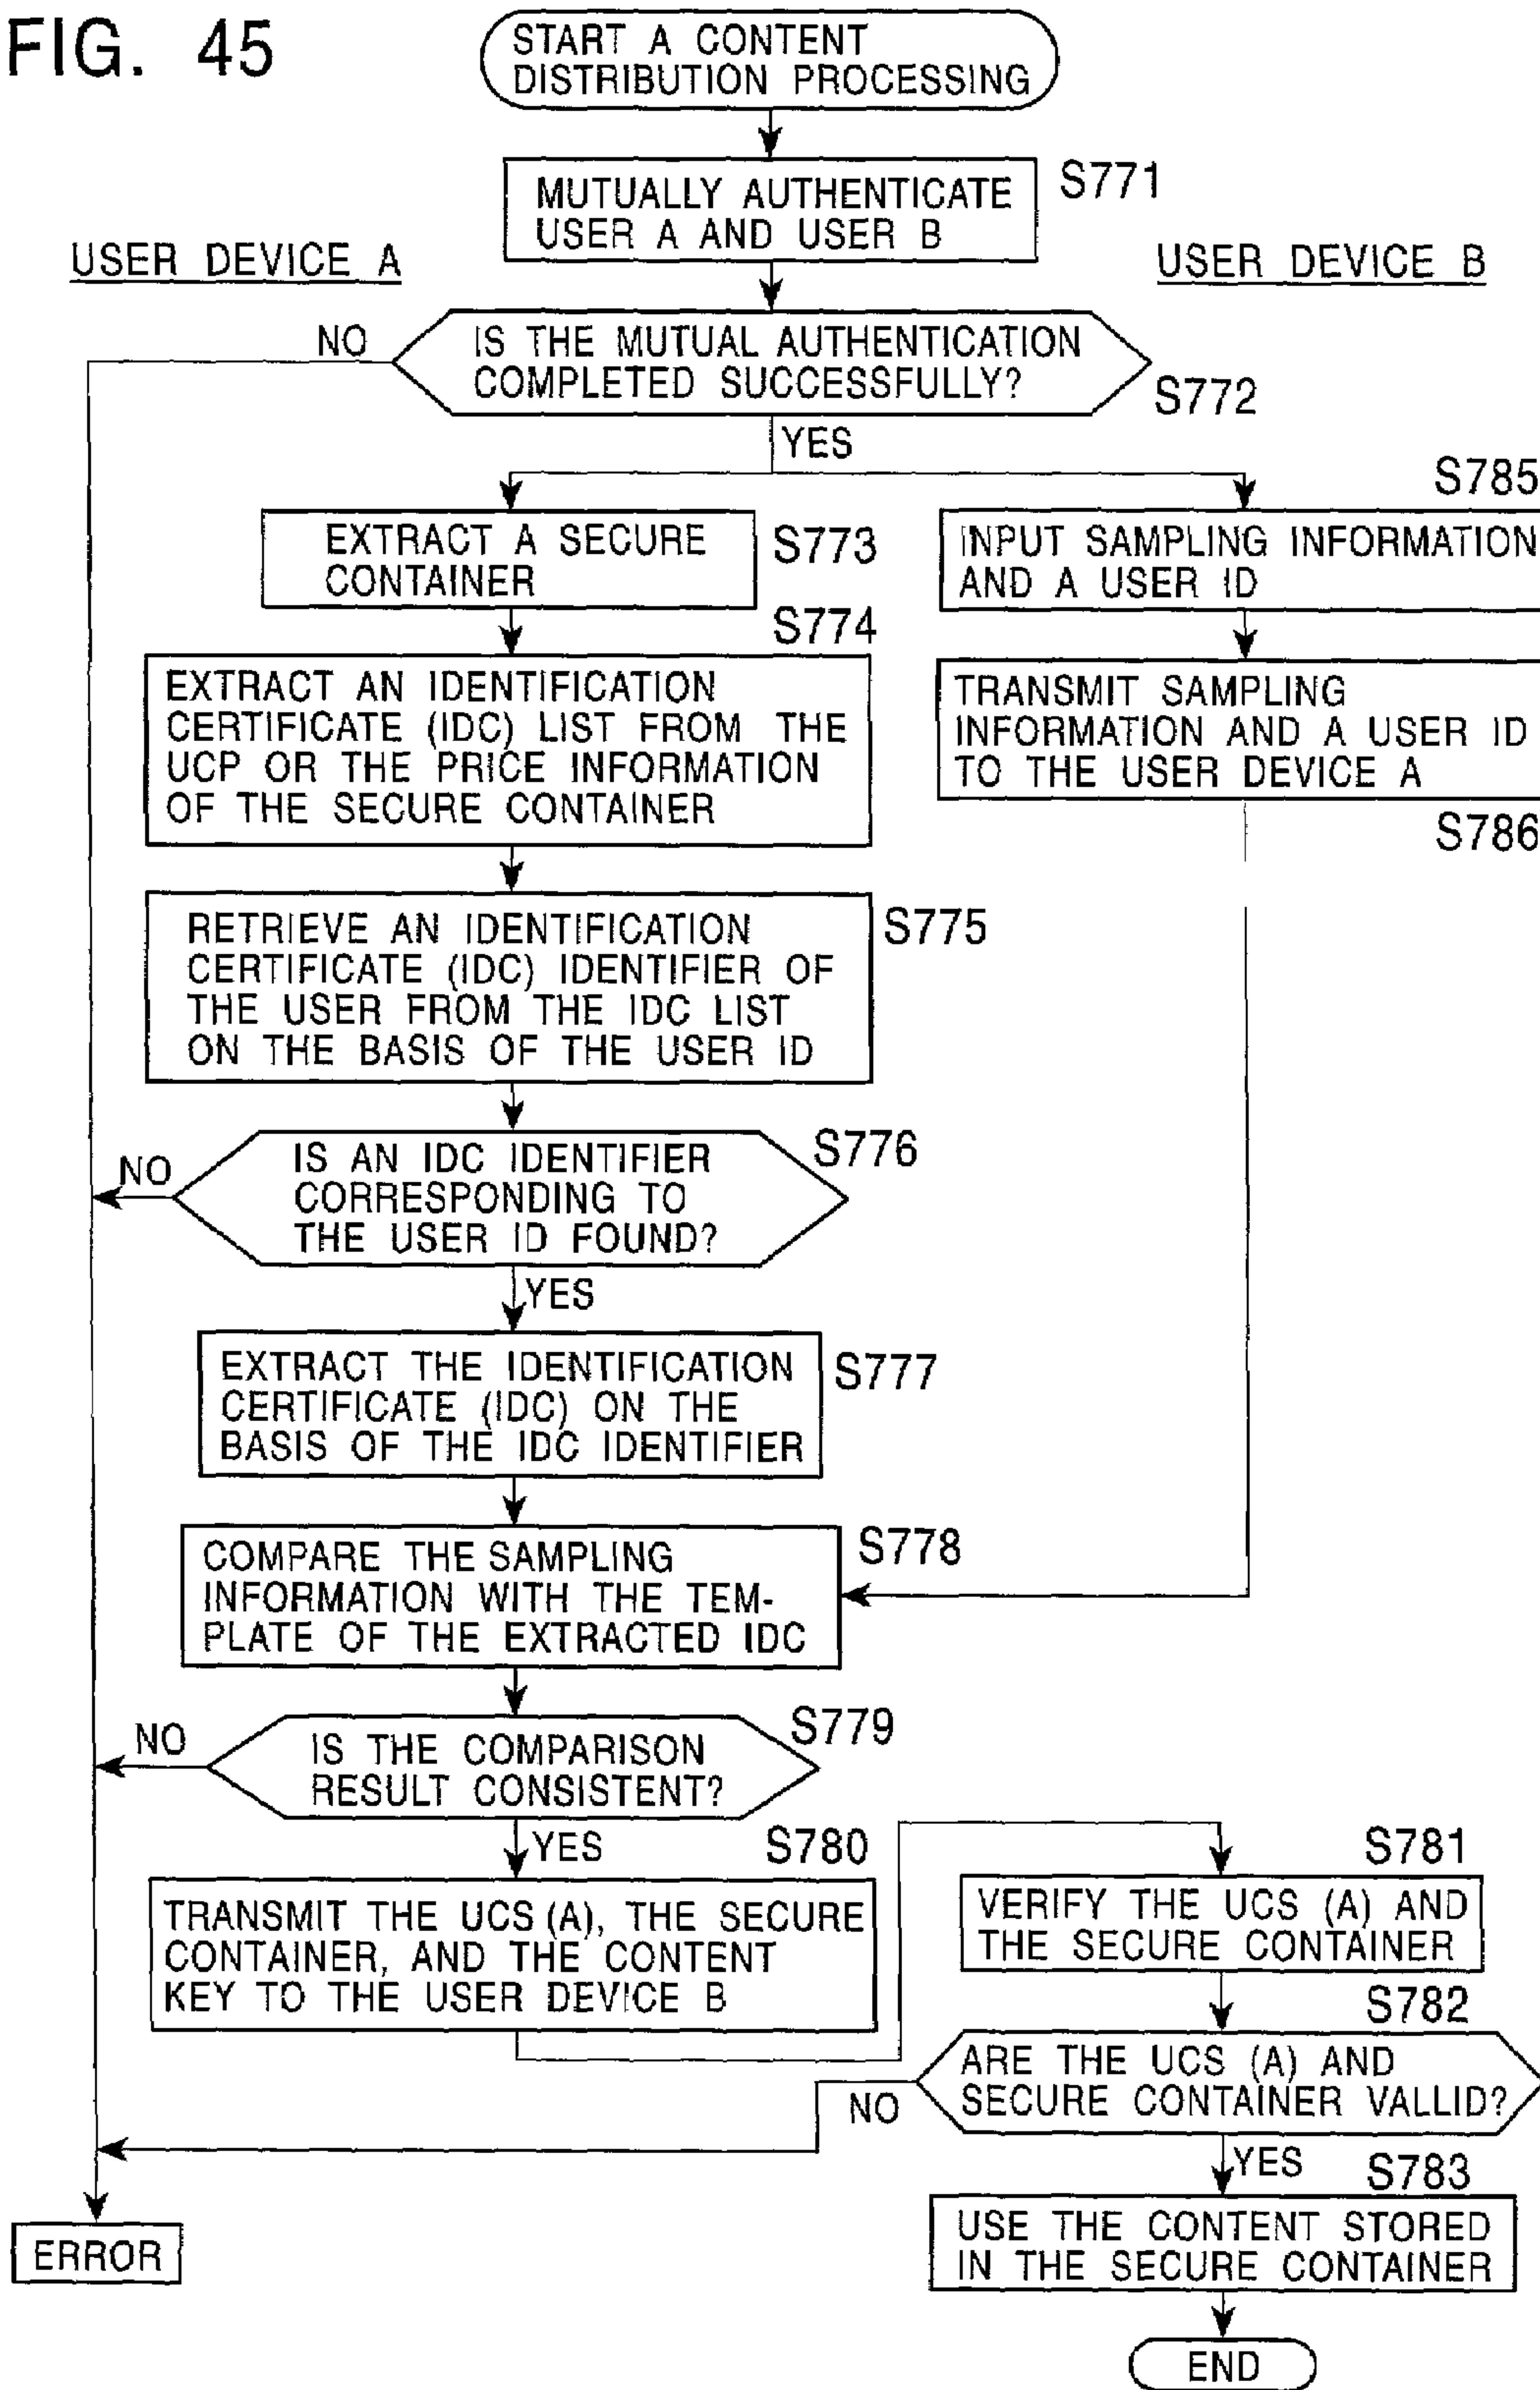 FIG. 45
START A CONTENT
DISTRIBUTION PROCESSING
MUTUALLY AUTHENTICATE
USER A AND USER B
S771
USER DEVICE A
USER DEVICE B
NO
IS THE MUTUAL AUTHENTICATION
COMPLETED SUCCESSFULLY?
S772
YES
EXTRACT A SECURE
CONTAINER
S773
S785
INPUT SAMPLING INFORMATION
AND A USER ID
S774
EXTRACT AN IDENTIFICATION
CERTIFICATE (IDC) LIST FROM THE
UCP OR THE PRICE INFORMATION
OF THE SECURE CONTAINER
TRANSMIT SAMPLING
INFORMATION AND A USER ID
TO THE USER DEVICE A
S786
RETRIEVE AN IDENTIFICATION
CERTIFICATE (IDC) IDENTIFIER OF
THE USER FROM THE IDC LIST
ON THE BASIS OF THE USER ID
S775
NO
IS AN IDC IDENTIFIER
CORRESPONDING TO
THE USER ID FOUND?
S776
YES
EXTRACT THE IDENTIFICATION
CERTIFICATE (IDC) ON THE
BASIS OF THE IDC IDENTIFIER
S777
COMPARE THE SAMPLING
INFORMATION WITH THE TEM-
PLATE OF THE EXTRACTED IDC
S778
NO
IS THE COMPARISON
RESULT CONSISTENT?
S779
YES
S780
TRANSMIT THE UCS (A), THE SECURE
CONTAINER, AND THE CONTENT
KEY TO THE USER DEVICE B
S781
VERIFY THE UCS (A) AND
THE SECURE CONTAINER
S782
ARE THE UCS (A) AND
SECURE CONTAINER VALLID?
NO
YES
S783
USE THE CONTENT STORED
IN THE SECURE CONTAINER
ERROR
END